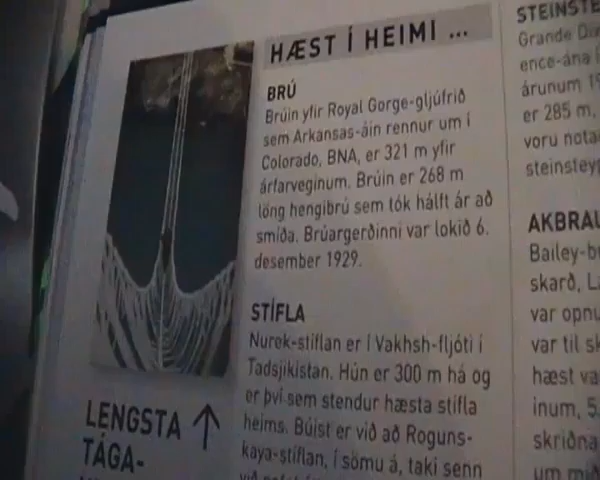 HÆST Í HEIMI ...
BRÚ
Brúin yfir Royal Gorge-gljúfrið
sem Arkansas-áin rennur um í
Colorado, BNA, er 321 m yfir
árfarveginum. Brúin er 268 m
löng hengibrú sem tók hálft ár að
smíða. Brúargerðinni var lokið 6.
desember 1929.
STÍFLA
Nurek-stíflan er í Vakhsh-fljóti í
Tadsjikistan. Hún er 300 m há og
er því sem stendur hæsta stífla
heims. Búist er við að Roguns-
kaya-stíflan, í sömu á, taki senn
LENGSTA ↑
TÁGA-
STEINSTE
Grande
ence-ána í
árunum
er 285 m,
voru
steinstey
AKBRAU
Bailey-b
skarð,
var opnu
var til sk
hæst va
inum, 5.
skriðna
um